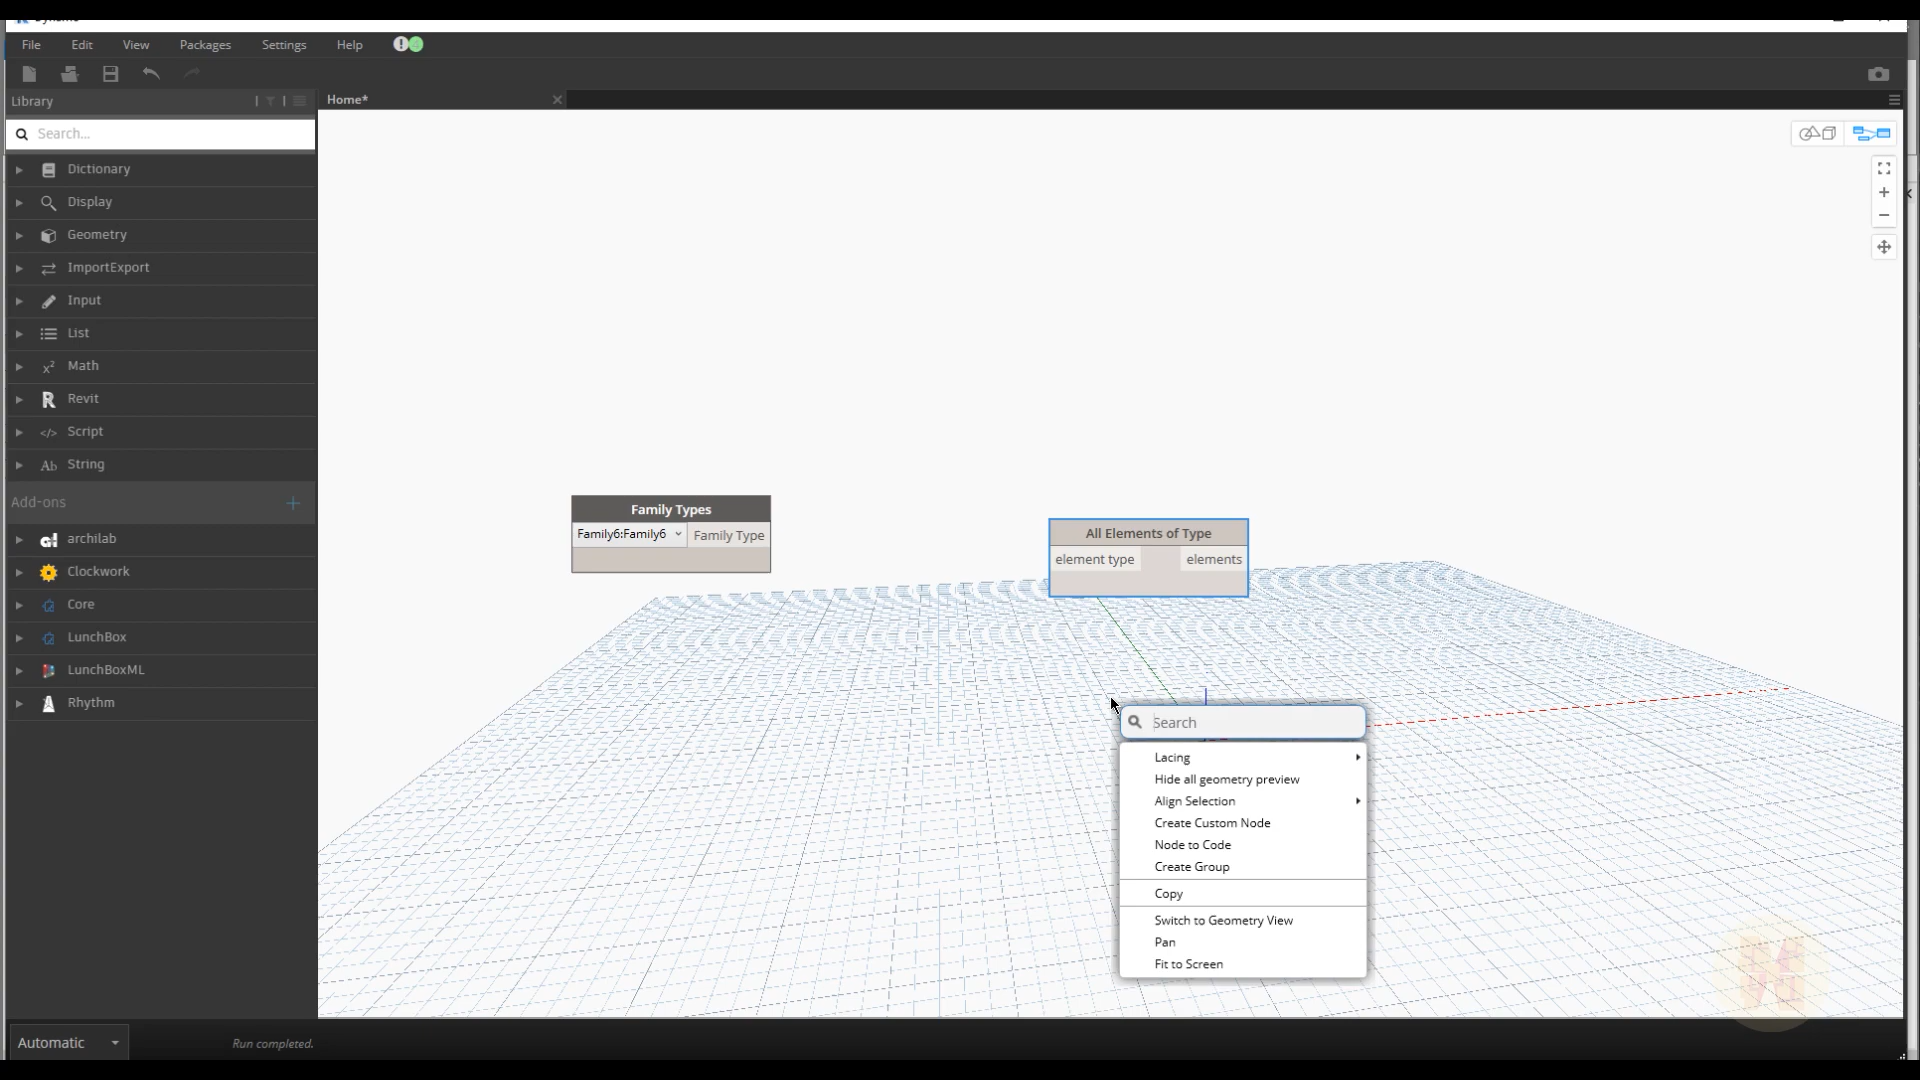 File Edit View Packages Settings Help
Library
Home*
Search...
Dictionary
Display
Geometry
ImportExport
Input
List
Math
Revit
Script
String
Add-ons
archilab
Clockwork
Core
LunchBox
LunchBoxML
Rhythm
Family Types
Family6:Family6 Family Type
All Elements of Type
element type elements
Search
Lacing
Hide all geometry preview
Align Selection
Create Custom Node
Node to Code
Create Group
Copy
Switch to Geometry View
Pan
Fit to Screen
Automatic
Run completed.